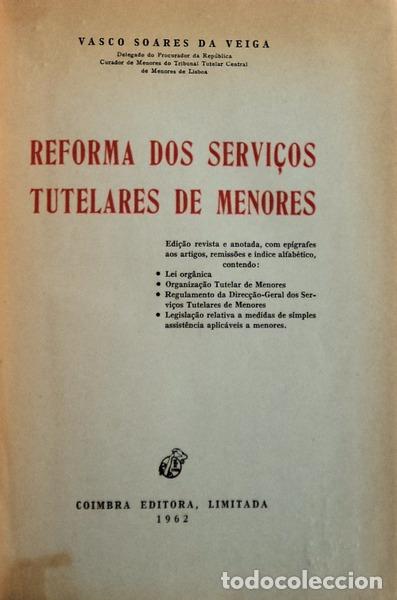 VASCO SOARES DA VEIGA
Delegado do Procurador da República
Curador de Menores do Tribunal Tutelar Central
de Menores de Lisboa
REFORMA DOS SERVIÇOS
TUTELARES DE MENORES
Edição revista e anotada, com epígrafes
aos artigos, remissões e índice alfabético,
contendo:
• Lei orgânica
• Organização Tutelar de Menores
• Regulamento da Direcção-Geral dos Ser-
viços Tutelares de Menores
• Legislação relativa a medidas de simples
assistência aplicáveis a menores.
COIMBRA EDITORA, LIMITADA
1962
todocoleccion